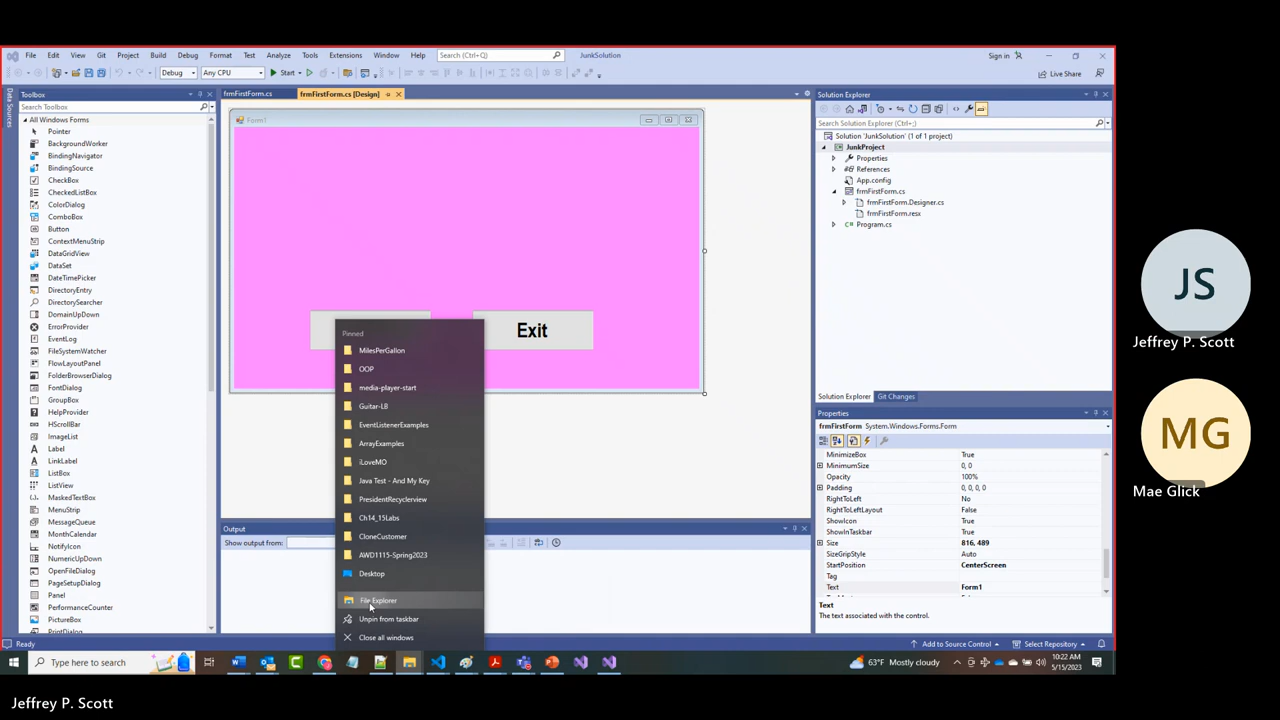 File Edit View Git Project Build Debug Format Test Analyze Tools Extensions Window Help Search (Ctrl+Q) JunkSolution Sign in
Debug Any CPU Start Live Share
Data Sources
Toolbox
Search Toolbox
All Windows Forms
Pointer
BackgroundWorker
BindingNavigator
BindingSource
CheckBox
CheckedListBox
ColorDialog
ComboBox
Button
ContextMenuStrip
DataGridView
DataSet
DateTimePicker
DirectoryEntry
DirectorySearcher
DomainUpDown
ErrorProvider
EventLog
FileSystemWatcher
FlowLayoutPanel
FolderBrowserDialog
FontDialog
GroupBox
HelpProvider
HScrollBar
ImageList
Label
LinkLabel
ListBox
ListView
MaskedTextBox
MenuStrip
MessageQueue
MonthCalendar
NotifyIcon
NumericUpDown
OpenFileDialog
PageSetupDialog
Panel
PerformanceCounter
PictureBox
PrintDialog
frmFirstForm.cs frmFirstForm.cs [Design]
Form1
Exit
Output
Show output from:
Pinned
MilesPerGallon
OOP
media-player-start
Guitar-LB
EventListenerExamples
ArrayExamples
iLoveMO
Java Test - And My Key
PresidentRecyclerview
Ch14_15Labs
CloneCustomer
AWD1115-Spring2023
Desktop
File Explorer
Unpin from taskbar
Close all windows
Solution Explorer
Search Solution Explorer (Ctrl+;)
Solution 'JunkSolution' (1 of 1 project)
JunkProject
Properties
References
App.config
frmFirstForm.cs
frmFirstForm.Designer.cs
frmFirstForm.resx
Program.cs
Solution Explorer Git Changes
Properties
frmFirstForm System.Windows.Forms.Form
MinimizeBox True
MinimumSize 0, 0
Opacity 100%
Padding 0, 0, 0, 0
RightToLeft No
RightToLeftLayout False
ShowIcon True
ShowInTaskbar True
Size 816, 489
SizeGripStyle Auto
StartPosition CenterScreen
Tag
Text Form1
Text
The text associated with the control.
Ready Add to Source Control Select Repository
Type here to search 63°F Mostly cloudy 10:22 AM
5/15/2023
JS
Jeffrey P. Scott
MG
Mae Glick
Jeffrey P. Scott